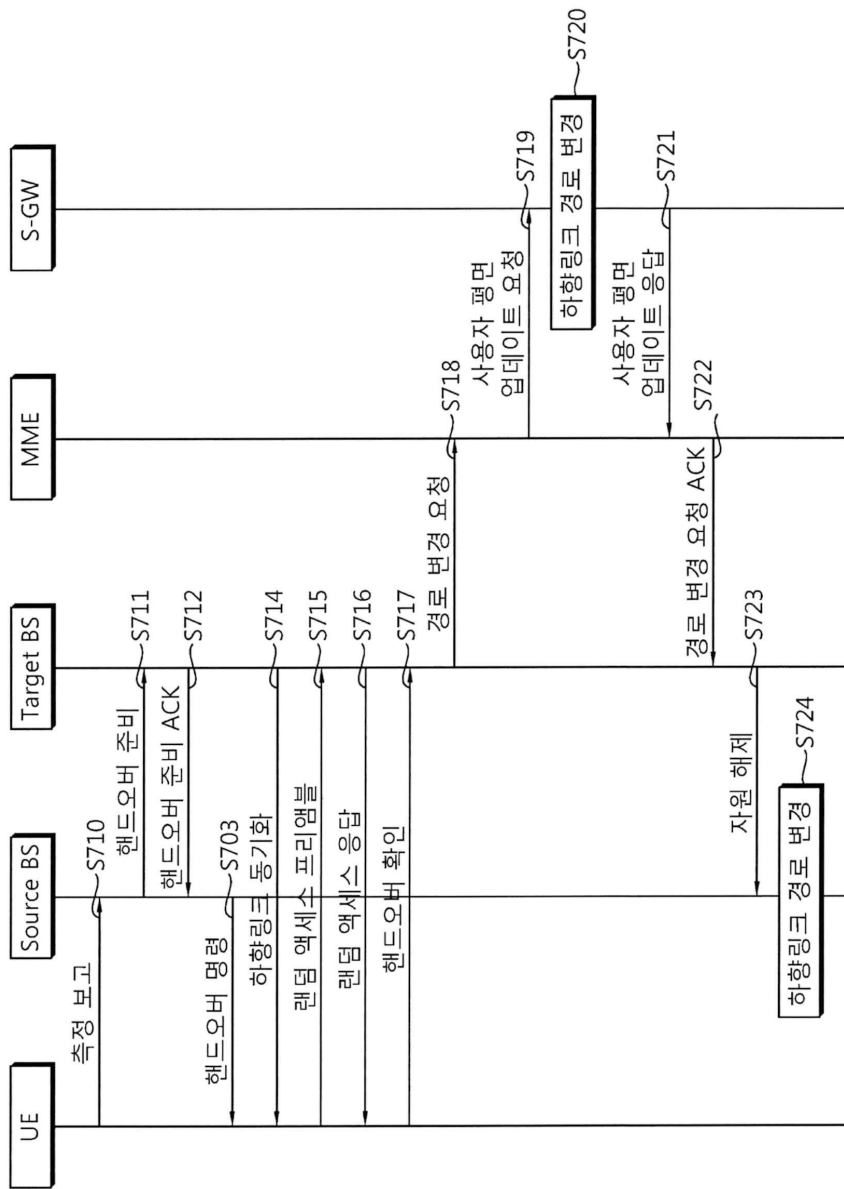 UE
Source BS
Target BS
MME
S-GW
측정 보고
S710
핸드오버 준비
S711
핸드오버 준비 ACK
S712
핸드오버 명령
S703
하향링크 동기화
S714
랜덤 액세스 프리앰블
S715
랜덤 액세스 응답
S716
핸드오버 확인
S717
경로 변경 요청
S718
사용자 평면
업데이트 요청
S719
하향링크 경로 변경
S720
사용자 평면
업데이트 응답
S721
경로 변경 요청 ACK
S722
자원 해제
S723
하향링크 경로 변경
S724